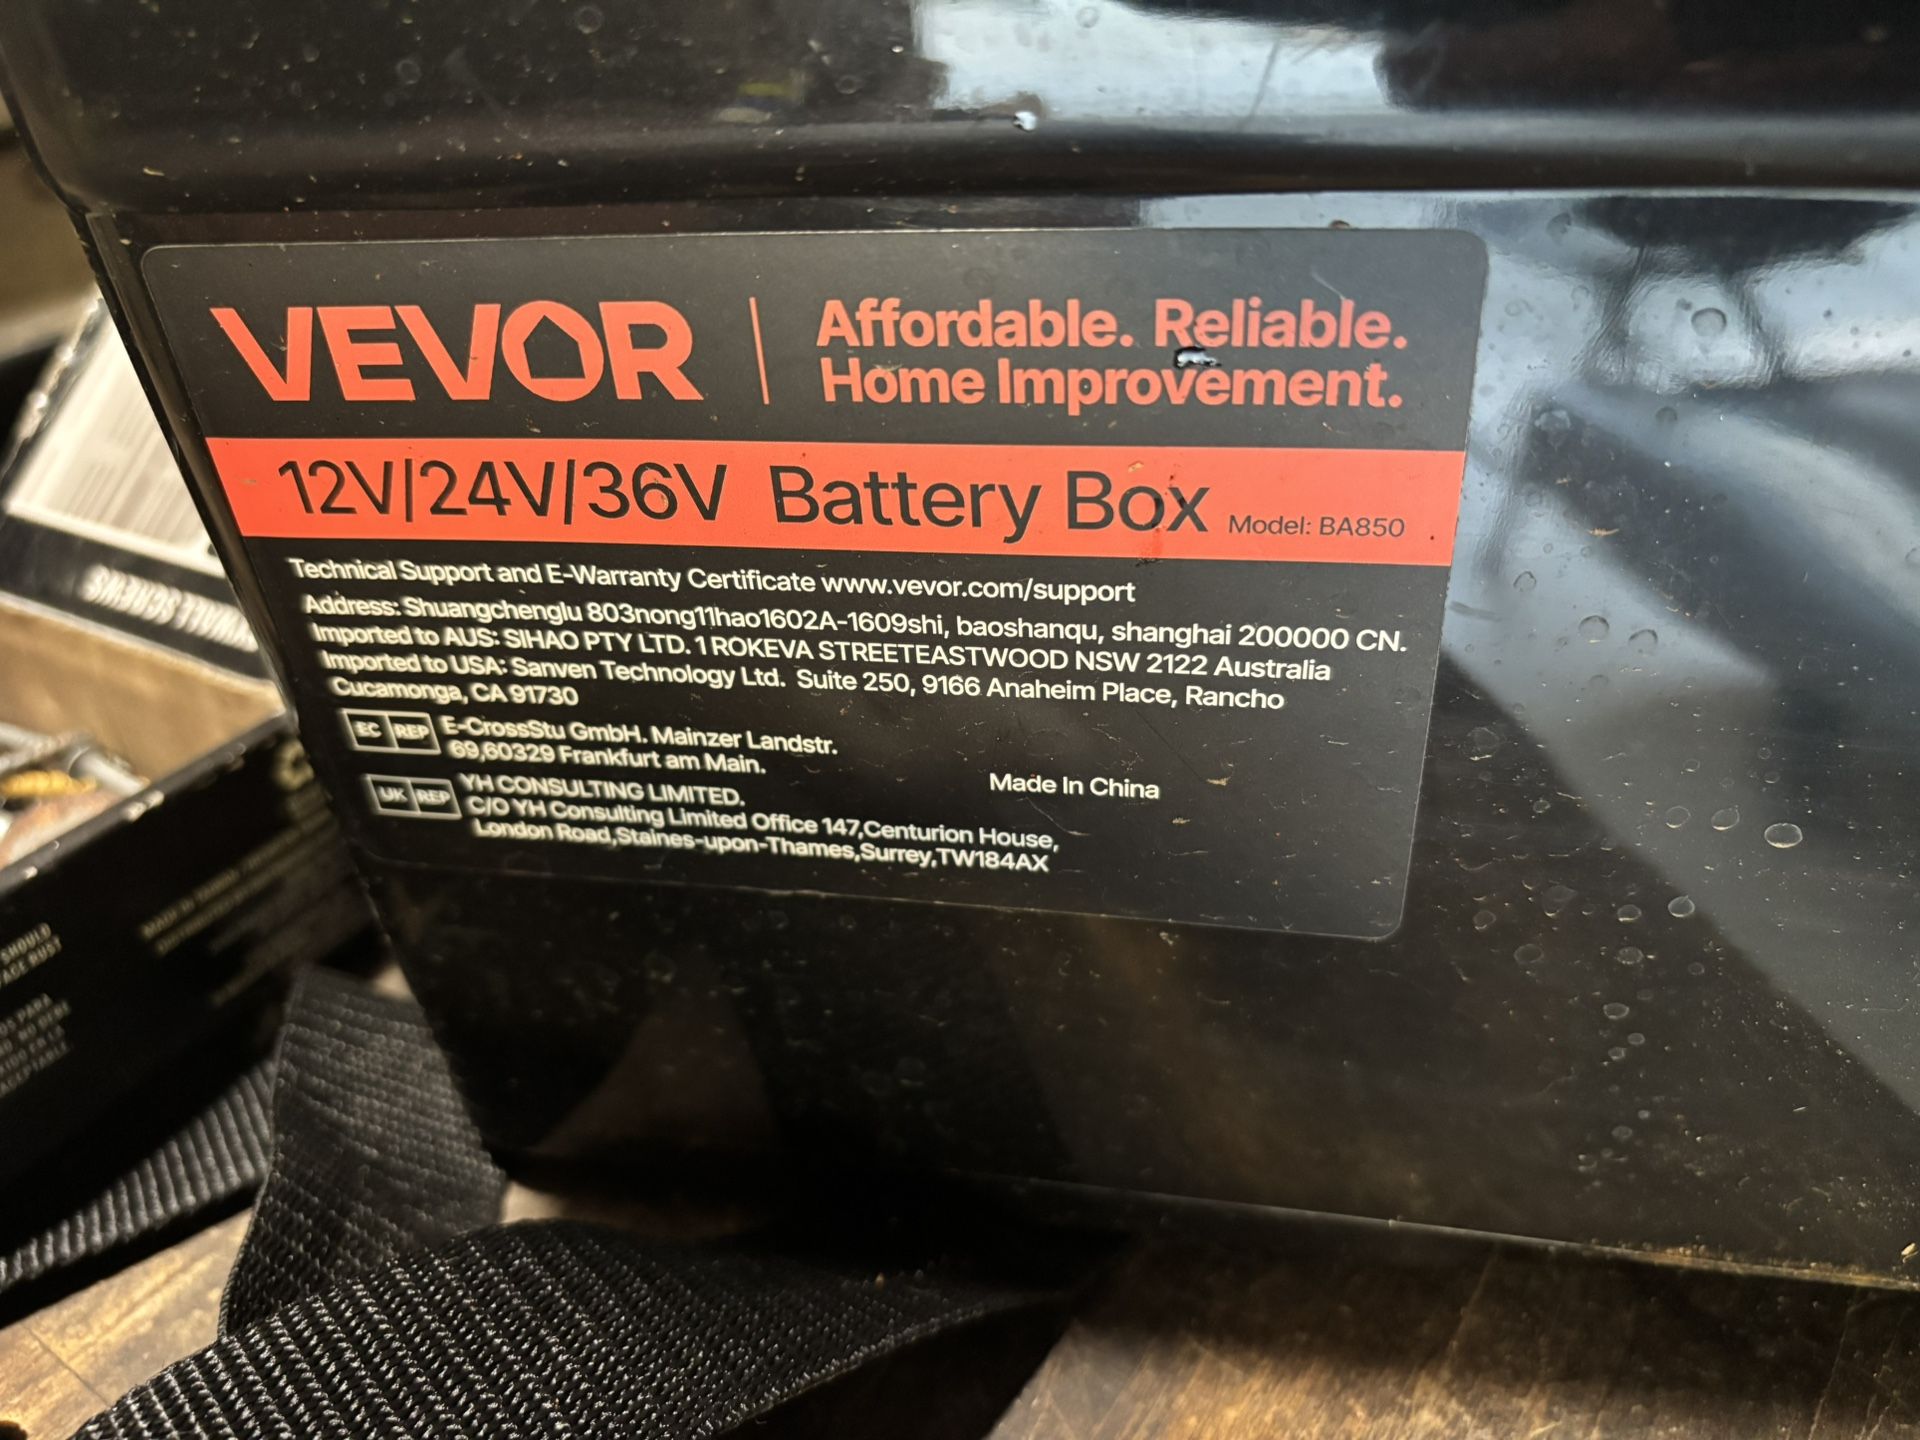 VEVOR
Affordable. Reliable.
Home Improvement.
12V/24V/36V Battery Box Model: BA850
Technical Support and E-Warranty Certificate www.vevor.com/support
Address: Shuangchenglu 803nong11hao1602A-1609shi, baoshanqu, shanghai 200000 CN.
Imported to AUS: SIHAO PTY LTD. 1 ROKEVA STREETEASTWOOD NSW 2122 Australia
Imported to USA: Sanven Technology Ltd. Suite 250, 9166 Anaheim Place, Rancho
Cucamonga, CA 91730
EC REP E-CrossStu GmbH. Mainzer Landstr.
69,60329 Frankfurt am Main.
Made In China
UK REP YH CONSULTING LIMITED.
C/O YH Consulting Limited Office 147,Centurion House,
London Road,Staines-upon-Thames,Surrey,TW184AX
SCREWS
SHOULD
RUST
PARA